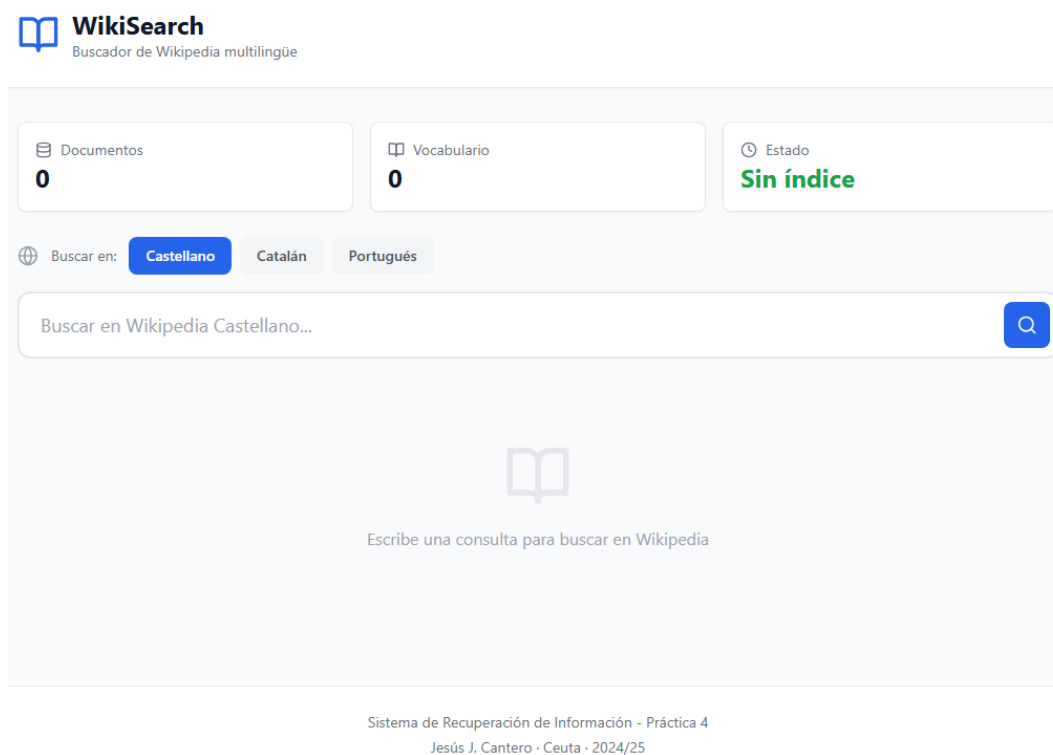 WikiSearch
Buscador de Wikipedia multilingüe
Documentos
0
Vocabulario
0
Estado
Sin índice
Buscar en: Castellano Catalán Portugués
Buscar en Wikipedia Castellano...
Escribe una consulta para buscar en Wikipedia
Sistema de Recuperación de Información - Práctica 4
Jesús J. Cantero · Ceuta · 2024/25